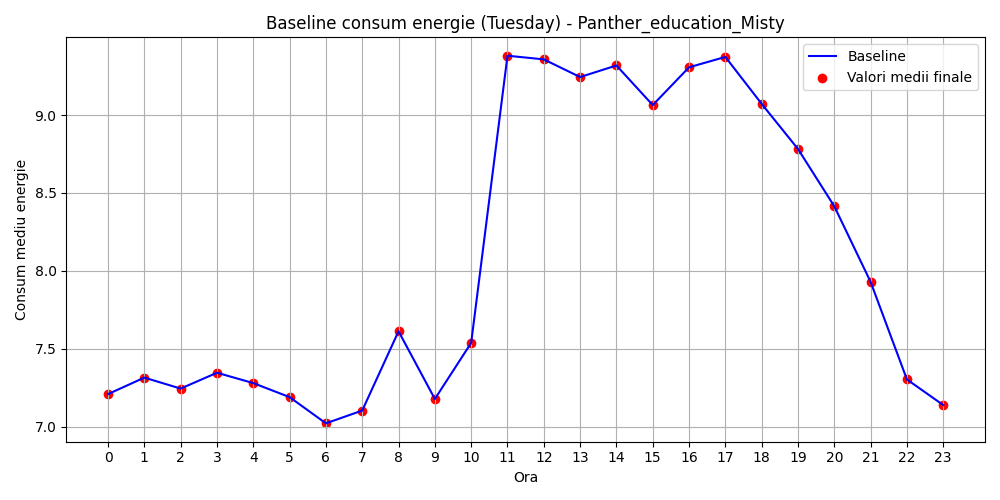 Baseline consum energie (Tuesday) - Panther_education_Misty
Baseline
Valori medii finale
Consum mediu energie
9.0
8.5
8.0
7.5
7.0
0 1 2 3 4 5 6 7 8 9 10 11 12 13 14 15 16 17 18 19 20 21 22 23
Ora